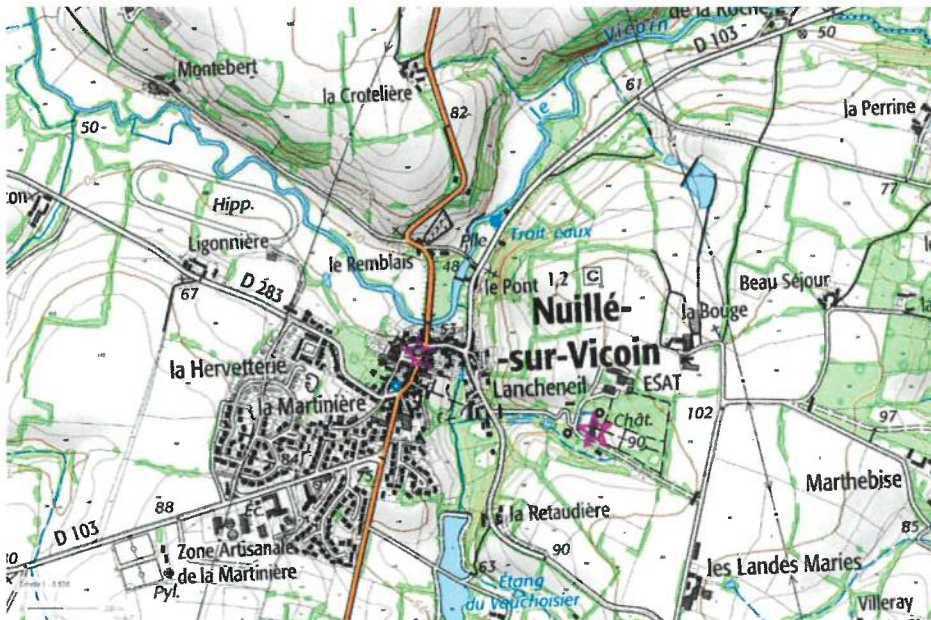 de la Roche
Vicoin
D 103
50
Montebert
la Crotelière
61
le
82
la Perrine
50
77
Hipp.
Trait. eaux
Ligonnière
Plle
le Remblais
48
le Pont
1,2
C
Beau Séjour
67
D 283
Nuillé-
-sur-Vicoin
la Bouge
53
la Hervetterie
Lancheneil
ESAT
la Martinière
Chât.
102
97
90
Marthebise
88
la Retaudière
D 103
85
Zone Artisanale
de la Martinière
90
les Landes Maries
Pyl.
63
Étang
du Vauchoisier
Villeray